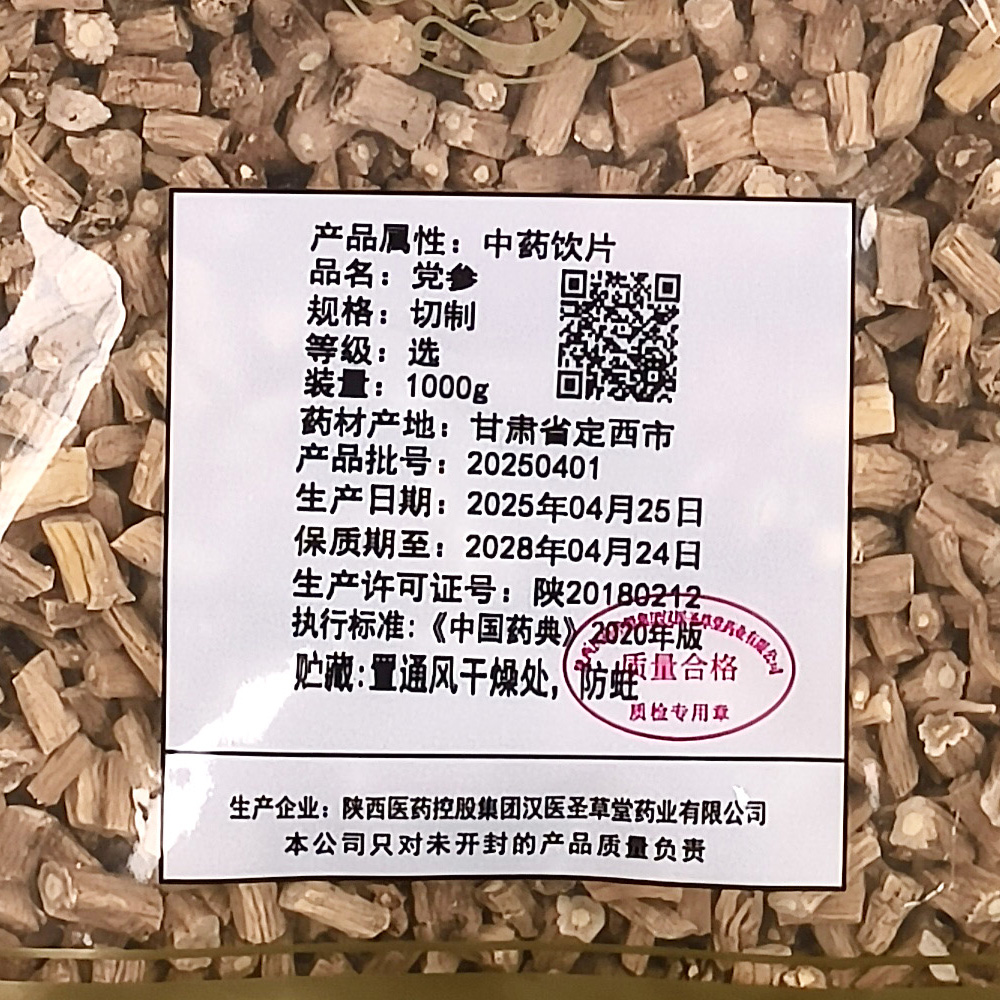 产品属性：中药饮片
品名：党参
规格：切制
等级：选
装量：1000g
药材产地：甘肃省定西市
产品批号：20250401
生产日期：2025年04月25日
保质期至：2028年04月24日
生产许可证号：陕20180212
执行标准：《中国药典》2020年版
贮藏：置通风干燥处，防蛀
质量合格
质检专用章
生产企业：陕西医药控股集团汉医圣草堂药业有限公司
本公司只对未开封的产品质量负责